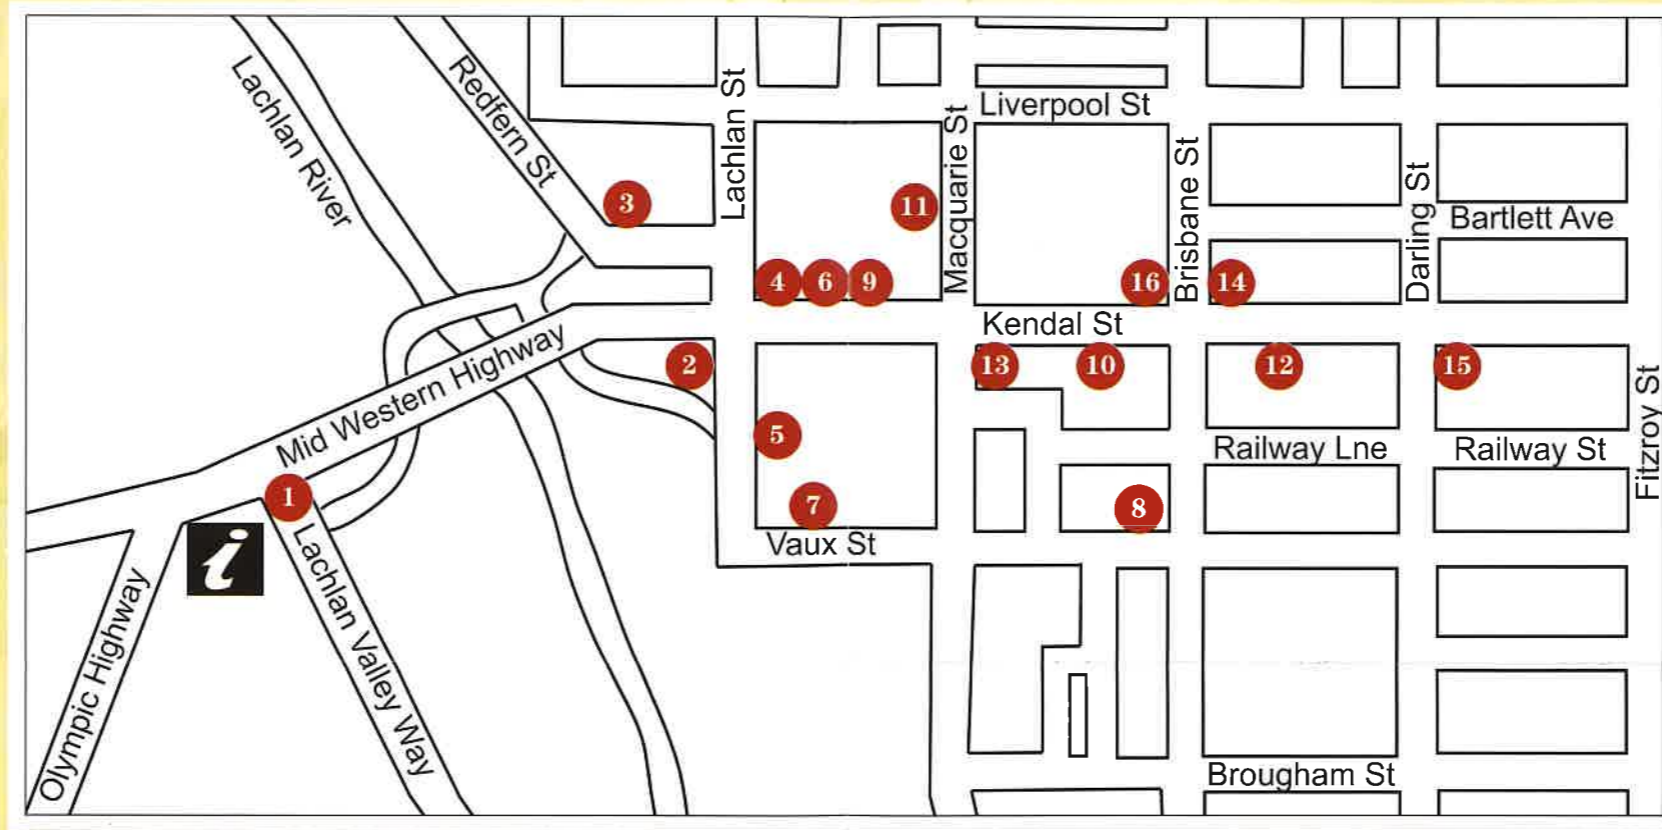 Lachlan River
Redfern St
Lachlan St
Liverpool St
Macquarie St
Brisbane St
Darling St
Bartlett Ave
3
11
4
6
9
16
14
Kendal St
Mid Western Highway
2
13
10
12
15
5
Railway Lne
Railway St
Fitzroy St
1
7
8
i
Vaux St
Lachlan Valley Way
Olympic Highway
Brougham St